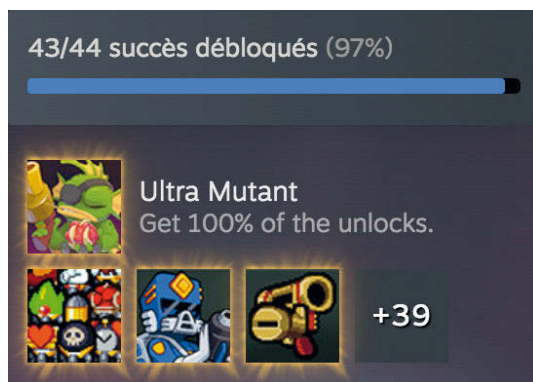 43/44 succès débloqués (97%)
Ultra Mutant
Get 100% of the unlocks.
+39